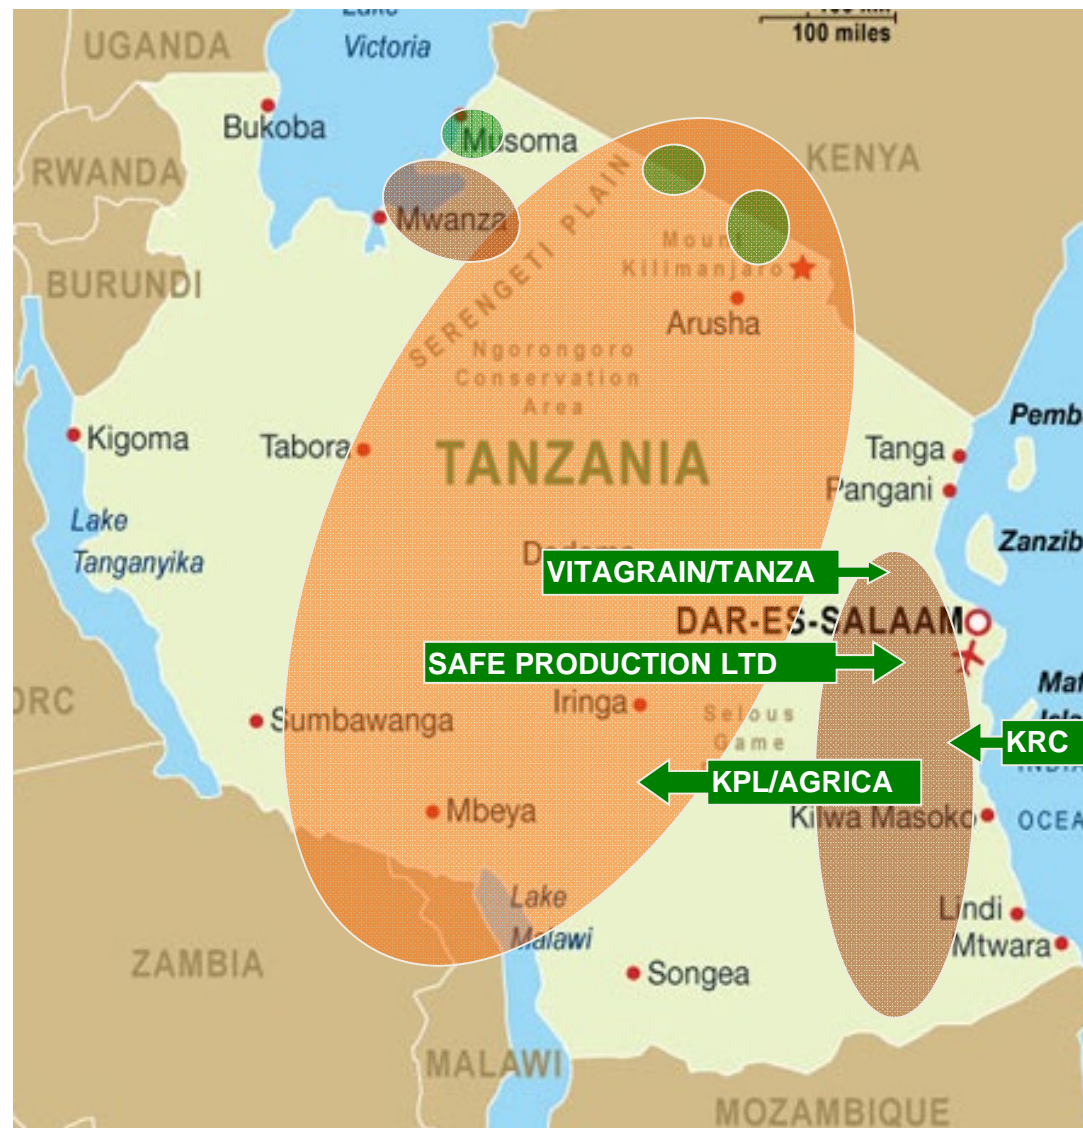 100 miles
Lake
Victoria
UGANDA
Bukoba
Musoma
KENYA
RWANDA
Mwanza
SERENGETI PLAIN
Mount
Kilimanjaro
BURUNDI
Arusha
Ngorongoro
Conservation
Area
Kigoma
Tabora
TANZANIA
Tanga
Pangani
Pemb
Lake
Tanganyika
Dodoma
Zanzib
VITAGRAIN/TANZA
DAR-ES-SALAAM
SAFE PRODUCTION LTD
Maf
DRC
Sumbawanga
Iringa
Selous
Game
KRC
KPL/AGRICA
Mbeya
Kilwa Masoko
OCEA
Lake
Malawi
Lindi
Mtwara
ZAMBIA
Songea
MALAWI
MOZAMBIQUE